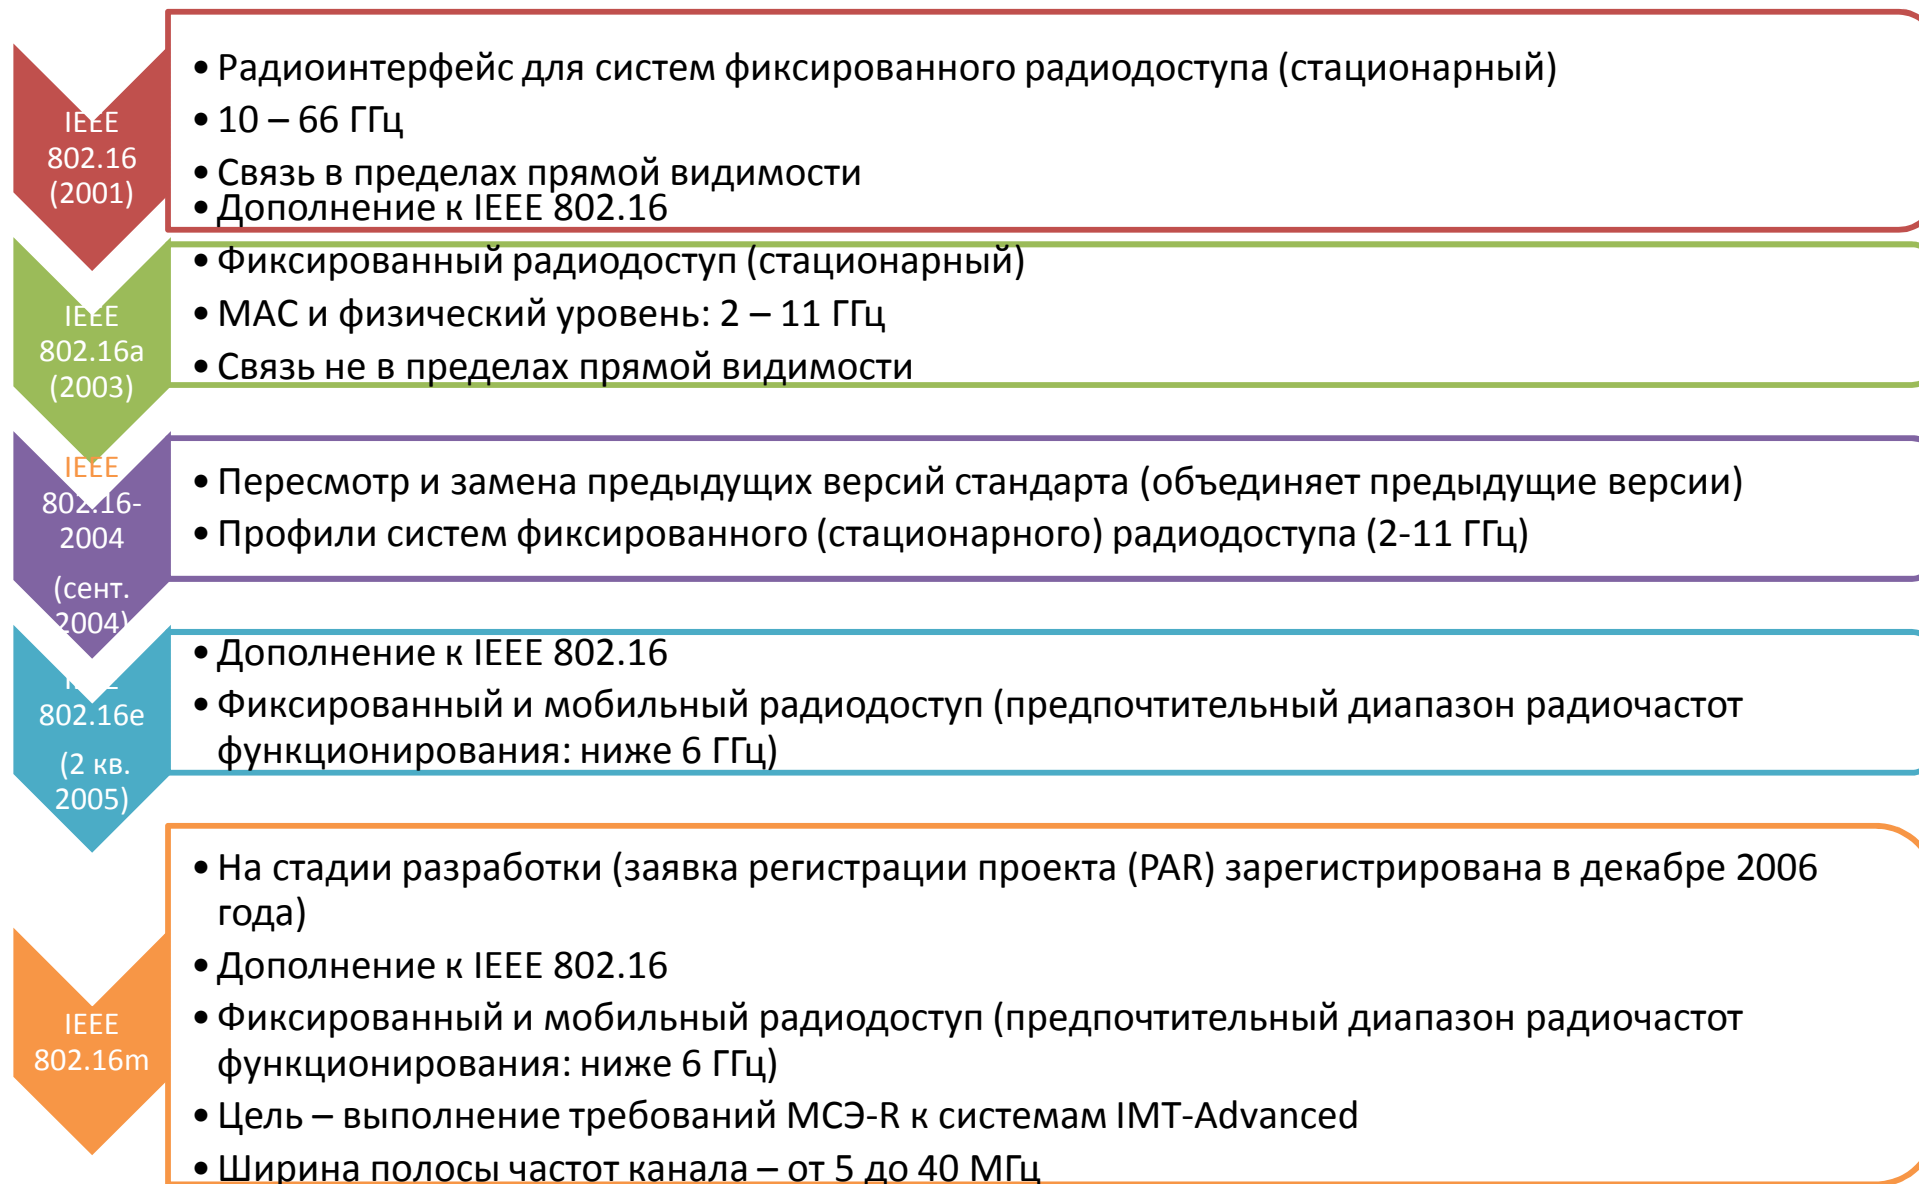 IEEE
802.16
(2001)
• Радиоинтерфейс для систем фиксированного радиодоступа (стационарный)
• 10 – 66 ГГц
• Связь в пределах прямой видимости
• Дополнение к IEEE 802.16
IEEE
802.16a
(2003)
• Фиксированный радиодоступ (стационарный)
• MAC и физический уровень: 2 – 11 ГГц
• Связь не в пределах прямой видимости
IEEE
802.16-
2004
(сент.
2004)
• Пересмотр и замена предыдущих версий стандарта (объединяет предыдущие версии)
• Профили систем фиксированного (стационарного) радиодоступа (2-11 ГГц)
IEEE
802.16e
(2 кв.
2005)
• Дополнение к IEEE 802.16
• Фиксированный и мобильный радиодоступ (предпочтительный диапазон радиочастот
функционирования: ниже 6 ГГц)
IEEE
802.16m
• На стадии разработки (заявка регистрации проекта (PAR) зарегистрирована в декабре 2006
года)
• Дополнение к IEEE 802.16
• Фиксированный и мобильный радиодоступ (предпочтительный диапазон радиочастот
функционирования: ниже 6 ГГц)
• Цель – выполнение требований МСЭ-R к системам IMT-Advanced
• Ширина полосы частот канала – от 5 до 40 МГц